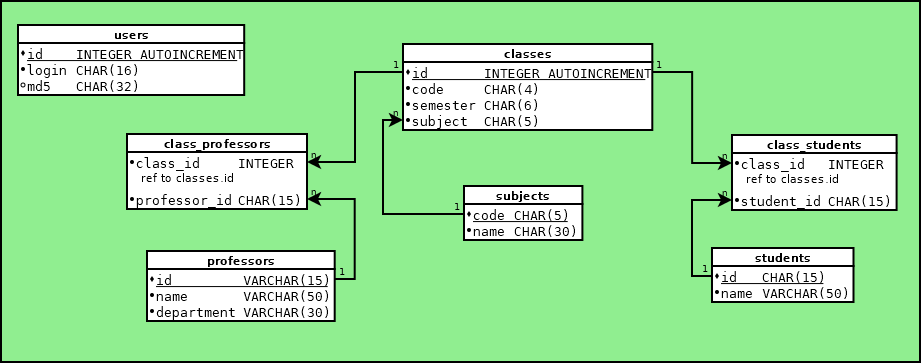 users
id INTEGER AUTOINCREMENT
login CHAR(16)
md5 CHAR(32)
classes
1 id INTEGER AUTOINCREMENT 1
code CHAR(4)
semester CHAR(6)
n subject CHAR(5)
class_professors
class_id INTEGER n
ref to classes.id
professor_id CHAR(15) n
class_students
n class_id INTEGER
ref to classes.id
n student_id CHAR(15)
subjects
1 code CHAR(5)
name CHAR(30)
professors
id VARCHAR(15) 1
name VARCHAR(50)
department VARCHAR(30)
students
1 id CHAR(15)
name VARCHAR(50)